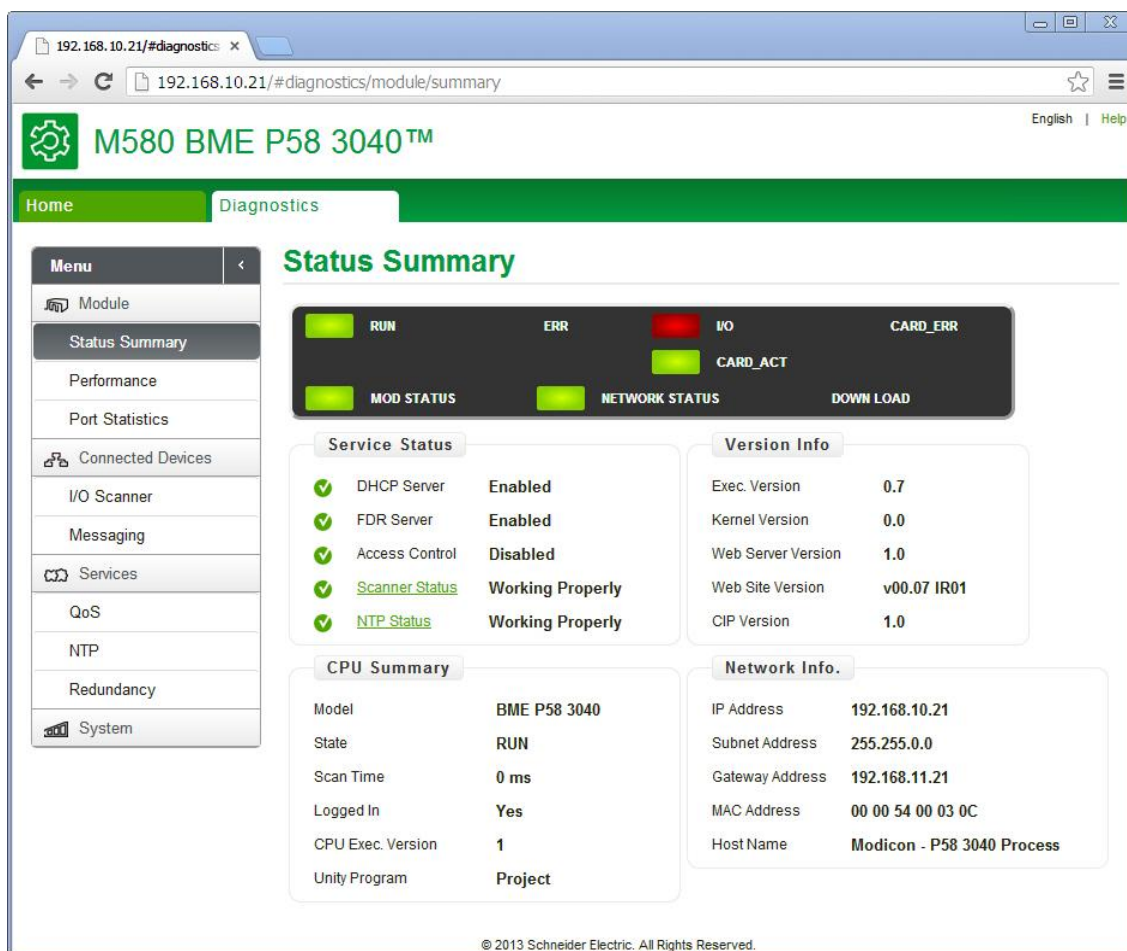 192.168.10.21/#diagnostics
192.168.10.21/#diagnostics/module/summary
English | Help
M580 BME P58 3040™
Home Diagnostics
Menu
Module
Status Summary
Performance
Port Statistics
Connected Devices
I/O Scanner
Messaging
Services
QoS
NTP
Redundancy
System
Status Summary
RUN ERR I/O CARD_ERR
CARD_ACT
MOD STATUS NETWORK STATUS DOWN LOAD
Service Status
DHCP Server Enabled
FDR Server Enabled
Access Control Disabled
Scanner Status Working Properly
NTP Status Working Properly
Version Info
Exec. Version 0.7
Kernel Version 0.0
Web Server Version 1.0
Web Site Version v00.07 IR01
CIP Version 1.0
CPU Summary
Model BME P58 3040
State RUN
Scan Time 0 ms
Logged In Yes
CPU Exec. Version 1
Unity Program Project
Network Info.
IP Address 192.168.10.21
Subnet Address 255.255.0.0
Gateway Address 192.168.11.21
MAC Address 00 00 54 00 03 0C
Host Name Modicon - P58 3040 Process
© 2013 Schneider Electric. All Rights Reserved.